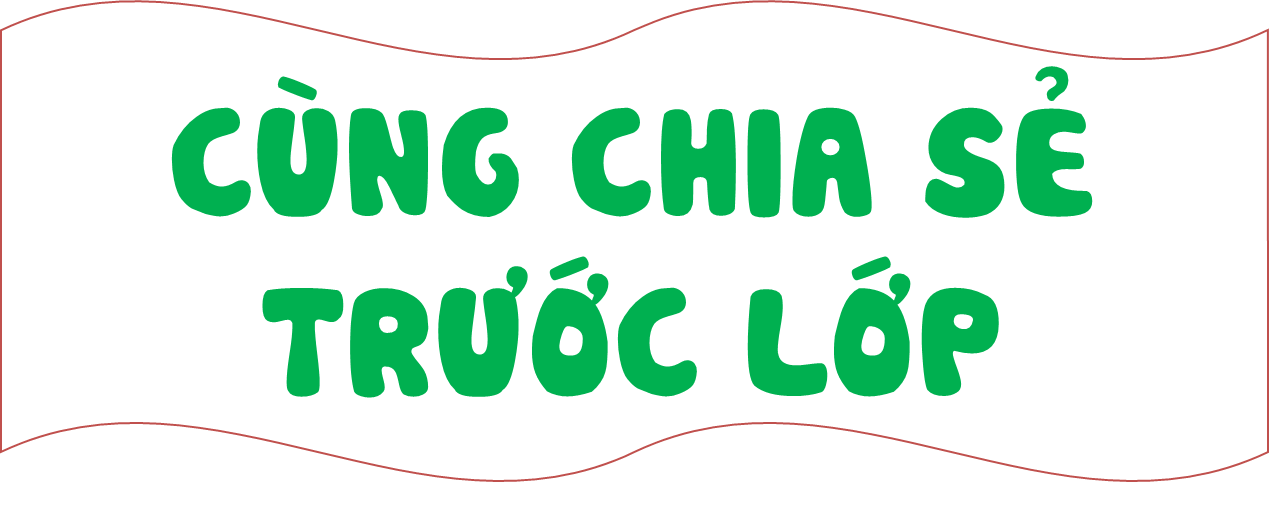 CÙNG CHIA SẺ
TRƯỚC LỚP